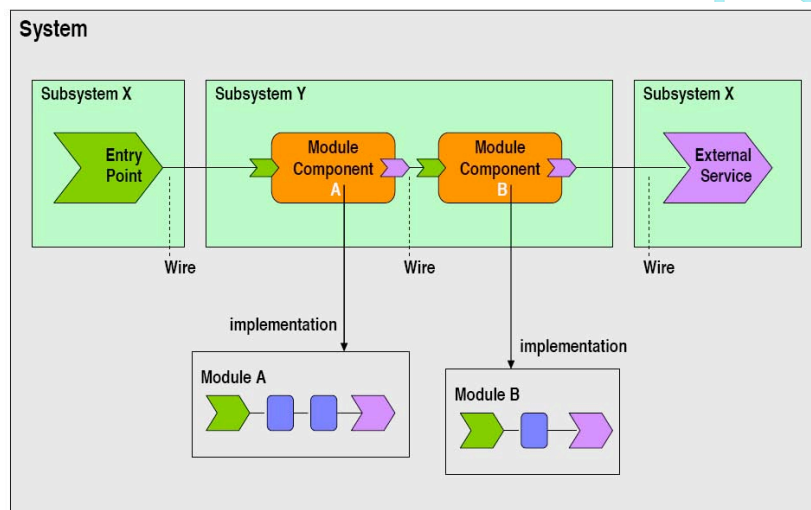 System
Subsystem X
Subsystem Y
Subsystem X
Entry
Point
Module
Component
A
Module
Component
B
External
Service
Wire
Wire
Wire
implementation
implementation
Module A
Module B